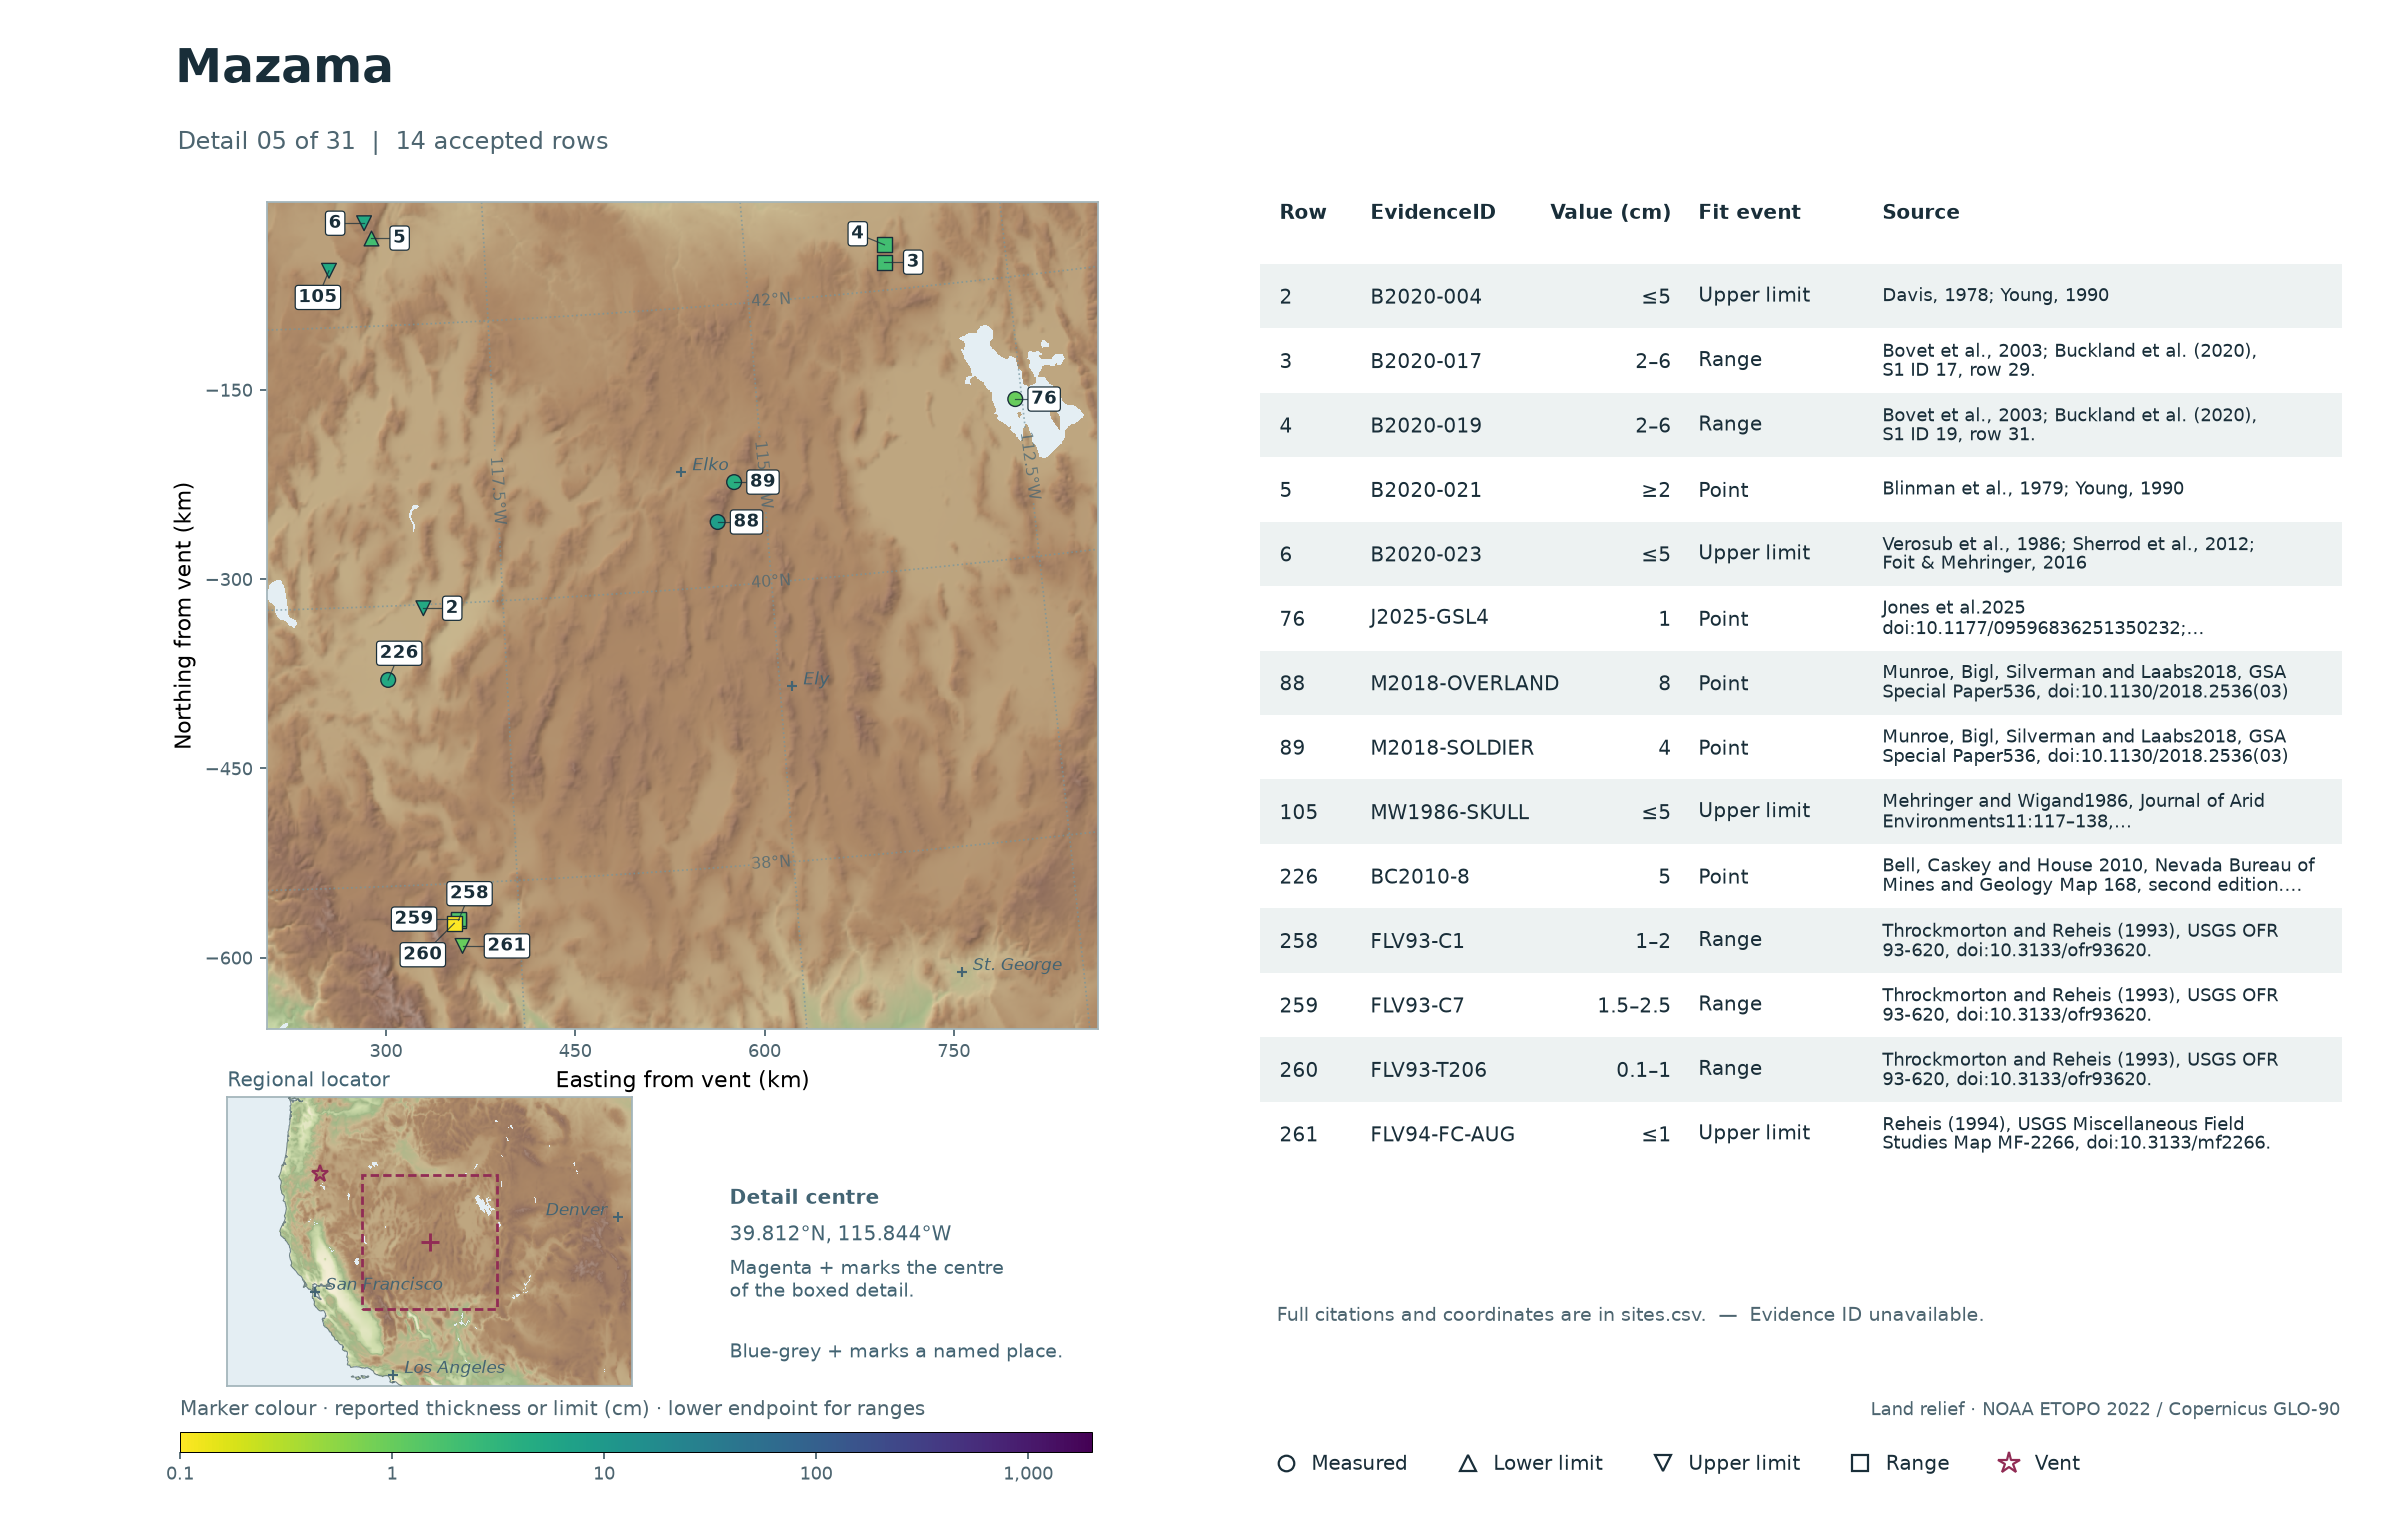 Mazama
Detail 05 of 31 | 14 accepted rows
6
5
105
4
3
42°N
76
117.5°W
115°W
112.5°W
Elko
89
88
40°N
2
226
Ely
38°N
258
259
260
261
St. George
−150
−300
−450
−600
Northing from vent (km)
300
450
600
750
Easting from vent (km)
Regional locator
Denver
San Francisco
Los Angeles
Detail centre
39.812°N, 115.844°W
Magenta + marks the centre
of the boxed detail.
Blue-grey + marks a named place.
Marker colour · reported thickness or limit (cm) · lower endpoint for ranges
0.1
1
10
100
1,000
Row EvidenceID Value (cm) Fit event Source
2 B2020-004 ≤5 Upper limit Davis, 1978; Young, 1990
3 B2020-017 2–6 Range Bovet et al., 2003; Buckland et al. (2020),
S1 ID 17, row 29.
4 B2020-019 2–6 Range Bovet et al., 2003; Buckland et al. (2020),
S1 ID 19, row 31.
5 B2020-021 ≥2 Point Blinman et al., 1979; Young, 1990
6 B2020-023 ≤5 Upper limit Verosub et al., 1986; Sherrod et al., 2012;
Foit & Mehringer, 2016
76 J2025-GSL4 1 Point Jones et al.2025
doi:10.1177/09596836251350232;…
88 M2018-OVERLAND 8 Point Munroe, Bigl, Silverman and Laabs2018, GSA
Special Paper536, doi:10.1130/2018.2536(03)
89 M2018-SOLDIER 4 Point Munroe, Bigl, Silverman and Laabs2018, GSA
Special Paper536, doi:10.1130/2018.2536(03)
105 MW1986-SKULL ≤5 Upper limit Mehringer and Wigand1986, Journal of Arid
Environments11:117–138,…
226 BC2010-8 5 Point Bell, Caskey and House 2010, Nevada Bureau of
Mines and Geology Map 168, second edition.…
258 FLV93-C1 1–2 Range Throckmorton and Reheis (1993), USGS OFR
93-620, doi:10.3133/ofr93620.
259 FLV93-C7 1.5–2.5 Range Throckmorton and Reheis (1993), USGS OFR
93-620, doi:10.3133/ofr93620.
260 FLV93-T206 0.1–1 Range Throckmorton and Reheis (1993), USGS OFR
93-620, doi:10.3133/ofr93620.
261 FLV94-FC-AUG ≤1 Upper limit Reheis (1994), USGS Miscellaneous Field
Studies Map MF-2266, doi:10.3133/mf2266.
Full citations and coordinates are in sites.csv. — Evidence ID unavailable.
Land relief · NOAA ETOPO 2022 / Copernicus GLO-90
Measured
Lower limit
Upper limit
Range
Vent